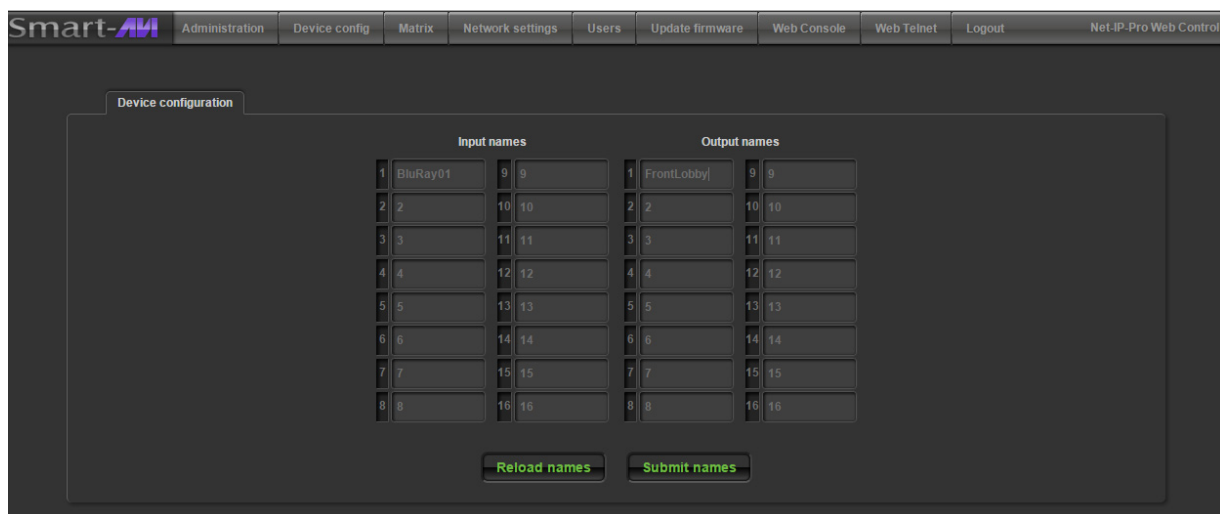 Smart-AVI Administration Device config Matrix Network settings Users Update firmware Web Console Web Telnet Logout Net-IP-Pro Web Control
Device configuration
Input names Output names
1 BluRay01 9 9 1 FrontLobby 9 9
2 2 10 10 2 2 10 10
3 3 11 11 3 3 11 11
4 4 12 12 4 4 12 12
5 5 13 13 5 5 13 13
6 6 14 14 6 6 14 14
7 7 15 15 7 7 15 15
8 8 16 16 8 8 16 16
Reload names Submit names